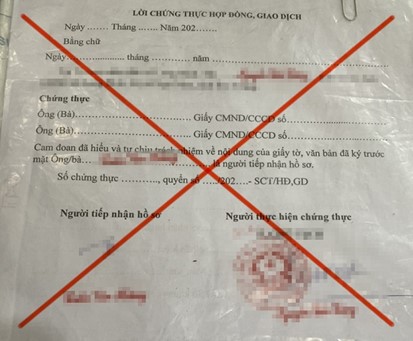 LỜI CHỨNG THỰC HỢP ĐỒNG, GIAO DỊCH
Ngày ...... Tháng ....... Năm 202......
Bằng chữ
Ngày...................... tháng ............ năm
Chứng thực
Ông (Bà)............................ Giấy CMND/CCCD số....................
Ông (Bà)............................ Giấy CMND/CCCD số....................
Cam đoan đã hiểu và tự chịu trách nhiệm về nội dung của giấy tờ, văn bản đã ký trước
mặt Ông/bà.... là người tiếp nhận hồ sơ.
Số chứng thực ............, quyển số ...../202....- SCT/HĐ,GD
Người tiếp nhận hồ sơ Người thực hiện chứng thực